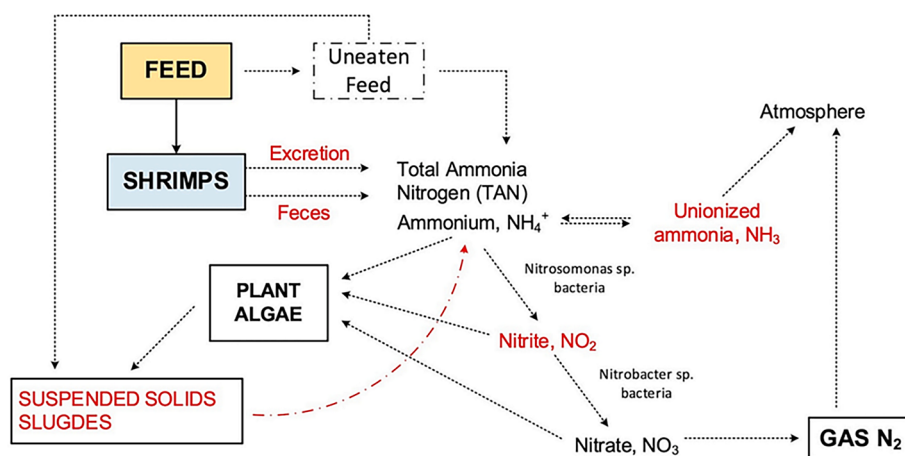 FEED
Uneaten
Feed
Atmosphere
SHRIMPS
Excretion
Feces
Total Ammonia
Nitrogen (TAN)
Ammonium, NH₄⁺
Unionized
ammonia, NH₃
Nitrosomonas sp.
bacteria
PLANT
ALGAE
Nitrite, NO₂
Nitrobacter sp.
bacteria
SUSPENDED SOLIDS
SLUGDES
Nitrate, NO₃
GAS N₂